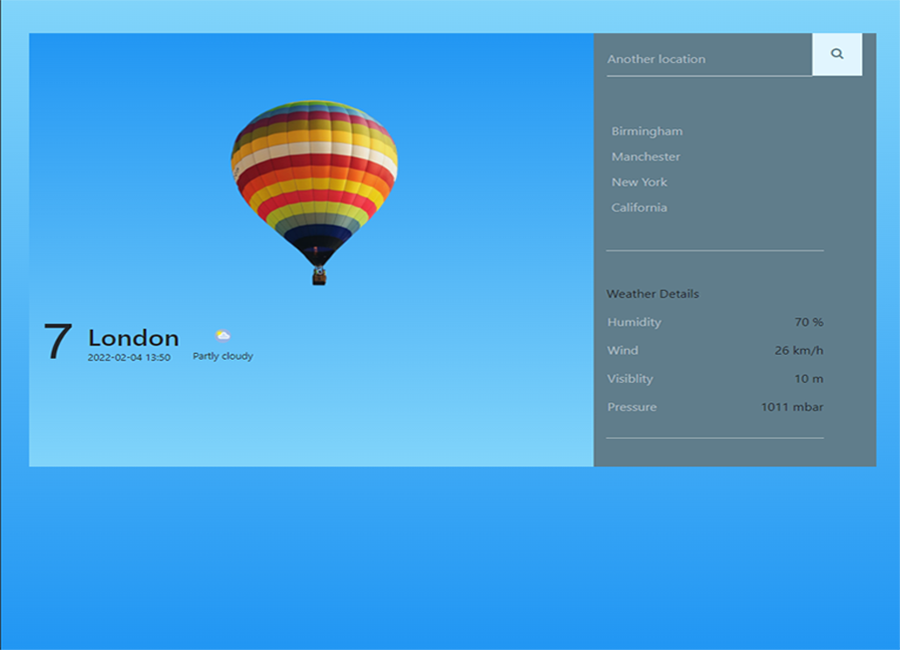 Another location
Birmingham
Manchester
New York
California
Weather Details
Humidity 70 %
Wind 26 km/h
Visiblity 10 m
Pressure 1011 mbar
7
London
2022-02-04 13:50
Partly cloudy